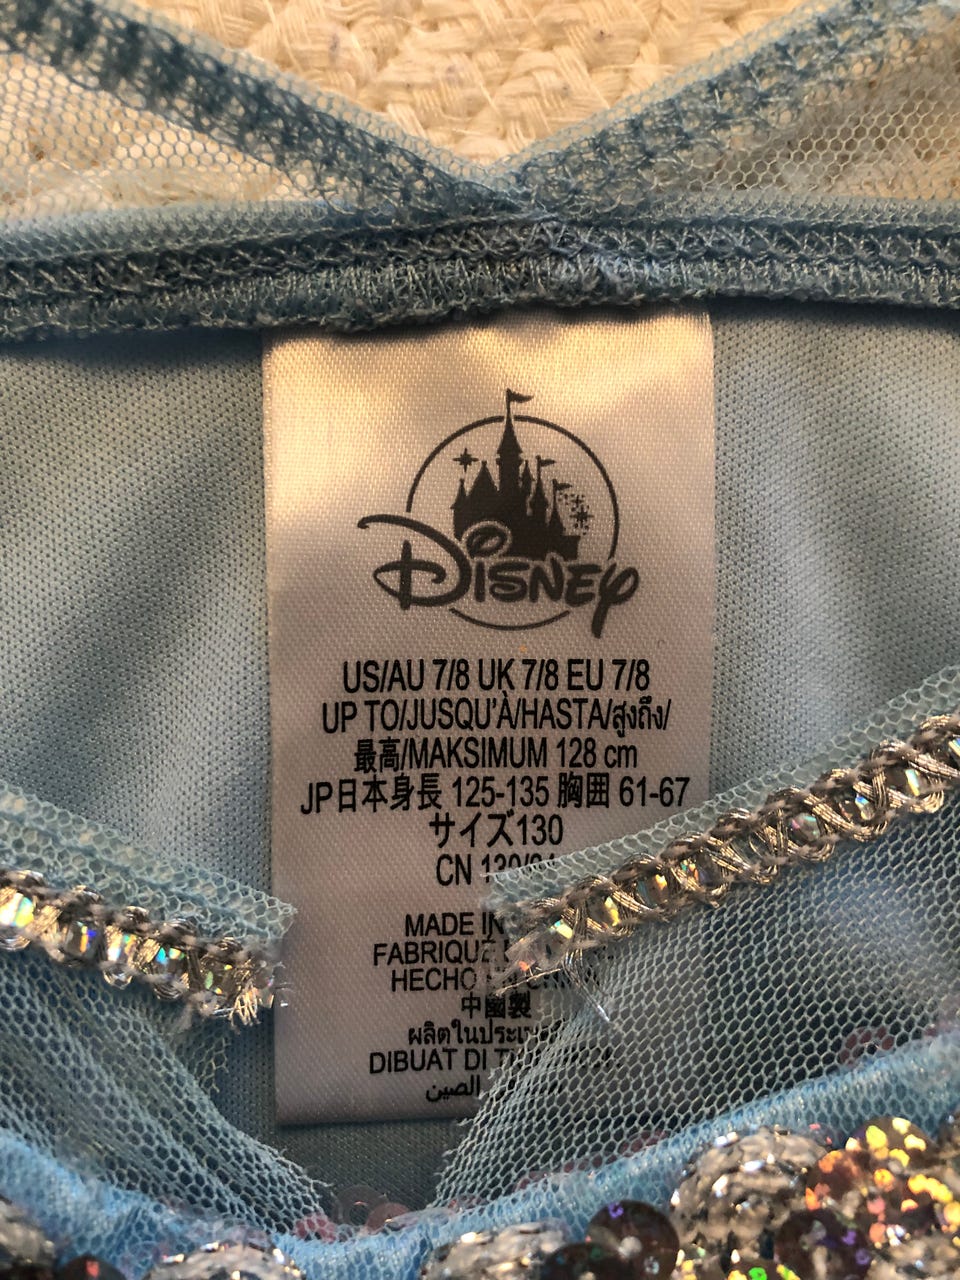 DISNEY
US/AU 7/8 UK 7/8 EU 7/8
UP TO/JUSQU'À/HASTA/สูงถึง/
最高/MAKSIMUM 128 cm
JP日本身長 125-135 胸囲 61-67
サイズ130
CN
MADE IN
FABRIQUÉ
HECHO
中國製
DIBUAT DI
الصين